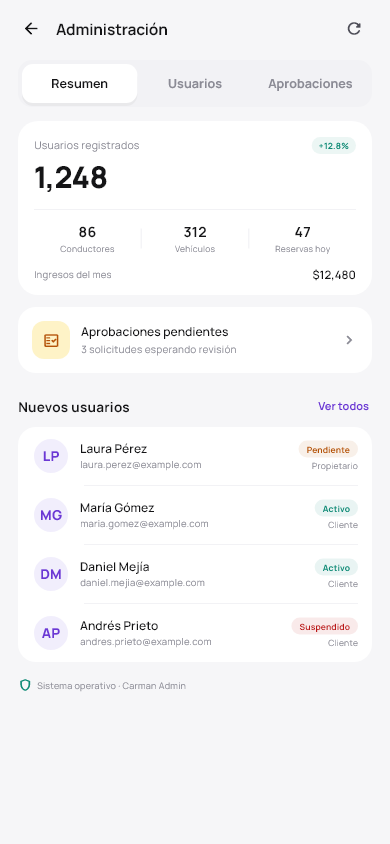 Administración
Resumen
Usuarios
Aprobaciones
Usuarios registrados
+12.8%
1,248
86
312
47
Conductores
Vehículos
Reservas hoy
Ingresos del mes
$12,480
Aprobaciones pendientes
3 solicitudes esperando revisión
Nuevos usuarios
Ver todos
LP
Laura Pérez
laura.perez@example.com
Pendiente
Propietario
MG
María Gómez
maria.gomez@example.com
Activo
Cliente
DM
Daniel Mejía
daniel.mejia@example.com
Activo
Cliente
AP
Andrés Prieto
andres.prieto@example.com
Suspendido
Cliente
Sistema operativo · Carman Admin